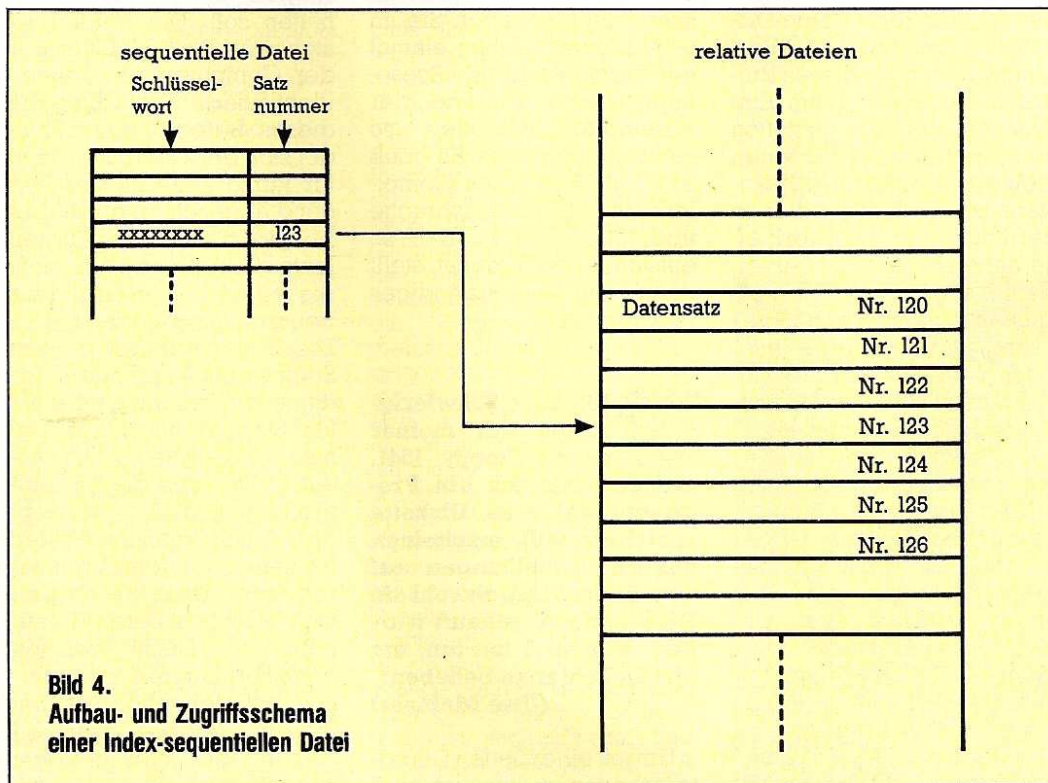 sequentielle Datei
Schlüssel-
wort
Satz
nummer
xxxxxxxx 123
relative Dateien
Datensatz Nr. 120
Nr. 121
Nr. 122
Nr. 123
Nr. 124
Nr. 125
Nr. 126
Bild 4.
Aufbau- und Zugriffsschema
einer Index-sequentiellen Datei